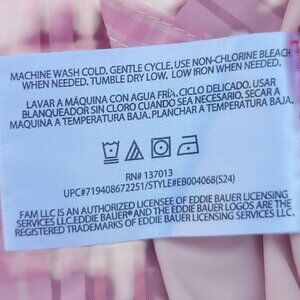 MACHINE WASH COLD, GENTLE CYCLE, USE NON-CHLORINE BLEACH
WHEN NEEDED. TUMBLE DRY LOW. LOW IRON WHEN NEEDED.
LAVAR A MÁQUINA CON AGUA FRÍA. CICLO DELICADO. USAR
BLANQUEADOR SIN CLORO CUANDO SEA NECESARIO. SECAR A
MAQUINA A TEMPERATURA BAJA. PLANCHAR A TEMPERATURA BAJA.
RN# 137013
UPC#719408672251/STYLE#EB004068(S24)
FAM LLC IS AUTHORIZED LICENSEE OF EDDIE BAUER LICENSING
SERVICES LLC.EDDIE BAUER AND THE EDDIE BAUER LOGOS ARE THE
REGISTERED TRADEMARKS OF EDDIE BAUER LICENSING SERVICES LLC.